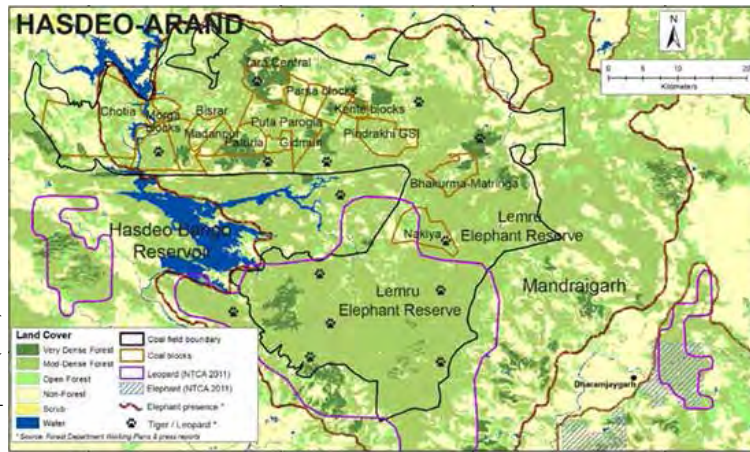 HASDEO-ARAND
N
0 5 10 20
Kilometers
Tara Central
Parsa blocks
Kente blocks
Chotia
Morga blocks
Bisrar
Puta Parogia
Madanpur
Paturia
Gidmuri
Pindrakhi GSI
Bhakurma-Matringa
Nakiya
Hasdeo Bango
Reservoir
Lemru
Elephant Reserve
Lemru
Elephant Reserve
Mandraigarh
Dharamjaygarh
Land Cover
Very Dense Forest
Mod-Dense Forest
Open Forest
Non-Forest
Scrub
Water
Coal field boundary
Coal blocks
Leopard (NTCA 2011)
Elephant (NTCA 2011)
Elephant presence *
Tiger / Leopard *
* Source: Forest Department Working Plans & press reports